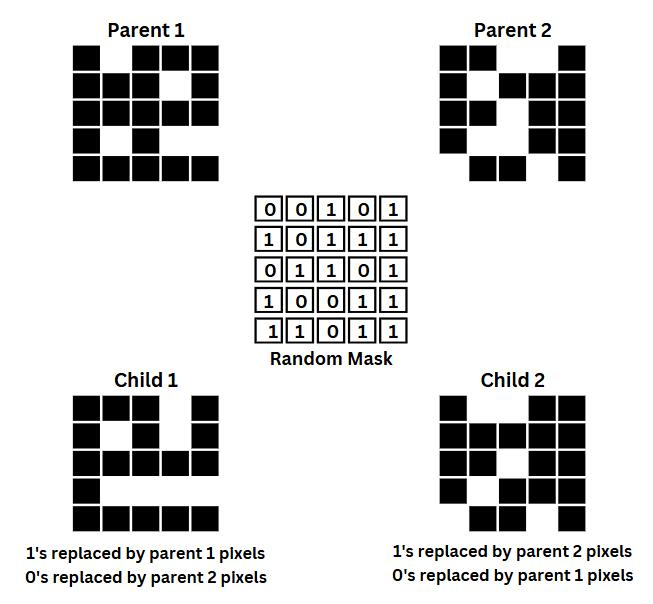 Parent 1
Parent 2
0 0 1 0 1
1 0 1 1 1
0 1 1 0 1
1 0 0 1 1
1 1 0 1 1
Random Mask
Child 1
Child 2
1's replaced by parent 1 pixels
0's replaced by parent 2 pixels
1's replaced by parent 2 pixels
0's replaced by parent 1 pixels